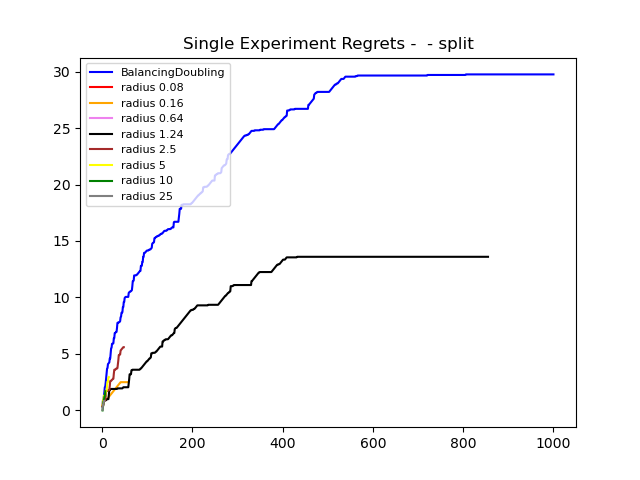 Single Experiment Regrets -  - split
30
25
20
15
10
5
0
BalancingDoubling
radius 0.08
radius 0.16
radius 0.64
radius 1.24
radius 2.5
radius 5
radius 10
radius 25
0 200 400 600 800 1000